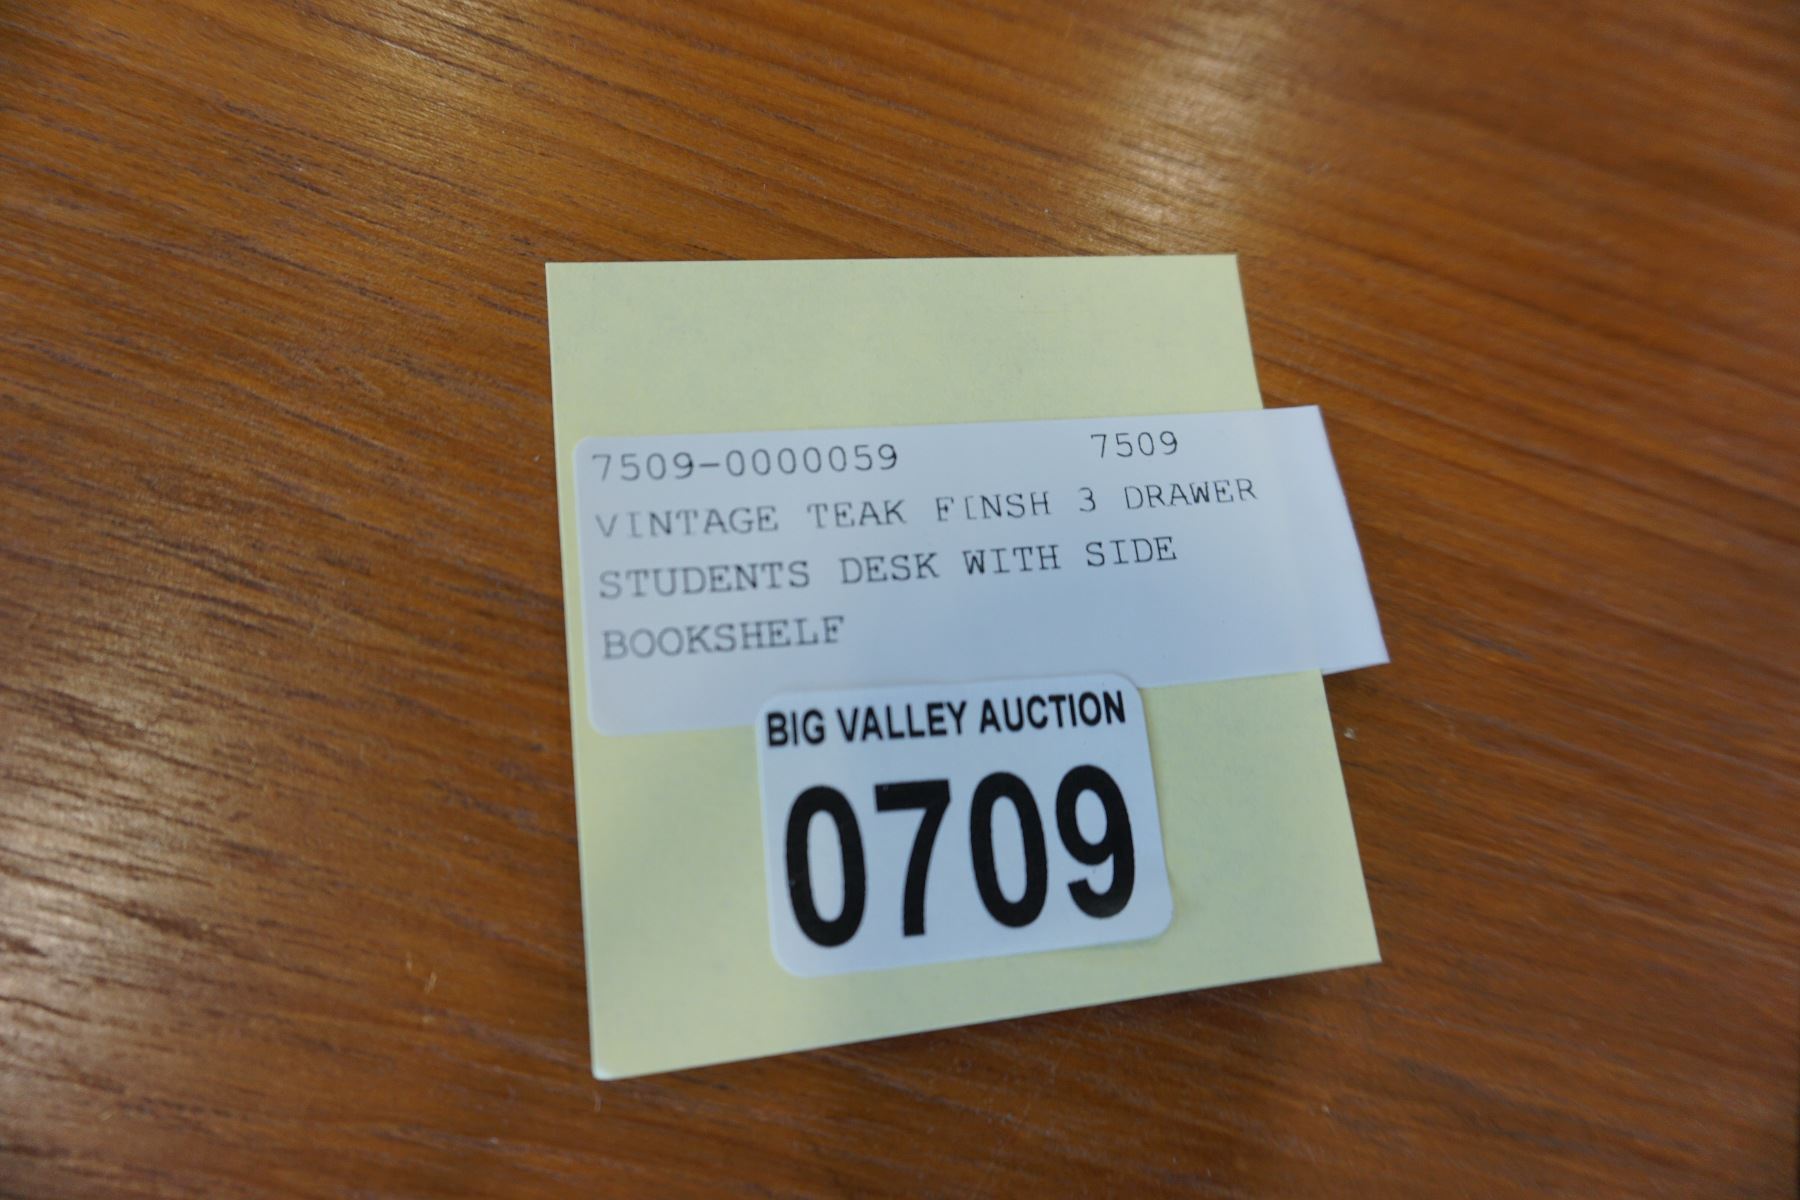 7509-0000059 7509
VINTAGE TEAK FINSH 3 DRAWER
STUDENTS DESK WITH SIDE
BOOKSHELF
BIG VALLEY AUCTION
0709